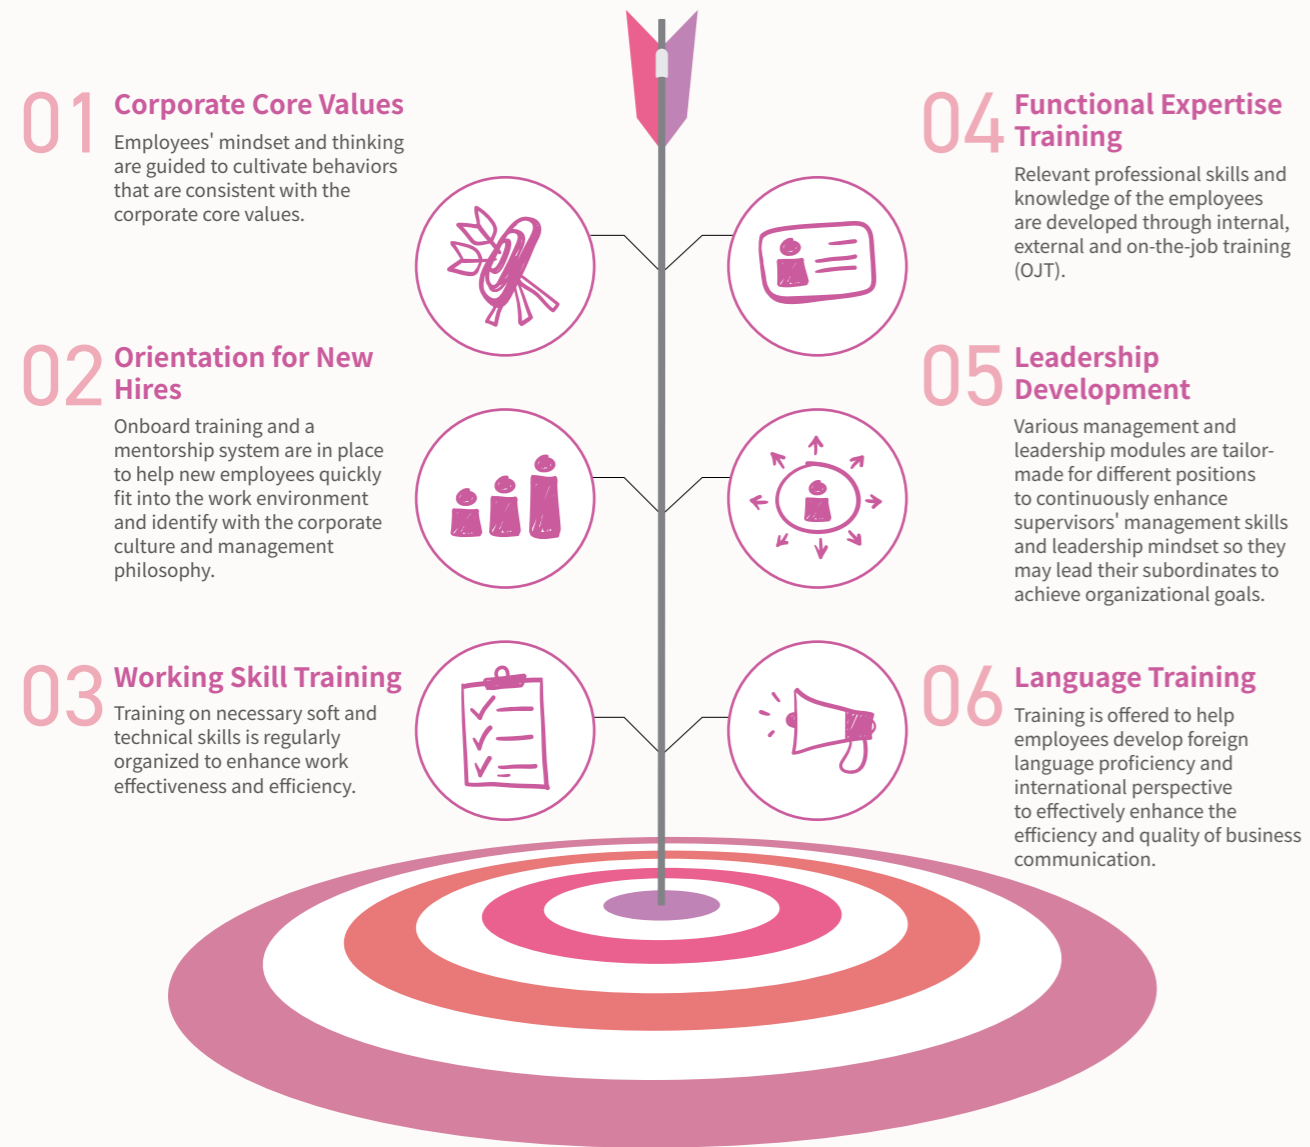 01
Corporate Core Values
Employees' mindset and thinking
are guided to cultivate behaviors
that are consistent with the
corporate core values.
02
Orientation for New
Hires
Onboard training and a
mentorship system are in place
to help new employees quickly
fit into the work environment
and identify with the corporate
culture and management
philosophy.
03
Working Skill Training
Training on necessary soft and
technical skills is regularly
organized to enhance work
effectiveness and efficiency.
04
Functional Expertise
Training
Relevant professional skills and
knowledge of the employees
are developed through internal,
external and on-the-job training
(OJT).
05
Leadership
Development
Various management and
leadership modules are tailor-
made for different positions
to continuously enhance
supervisors' management skills
and leadership mindset so they
may lead their subordinates to
achieve organizational goals.
06
Language Training
Training is offered to help
employees develop foreign
language proficiency and
international perspective
to effectively enhance the
efficiency and quality of business
communication.